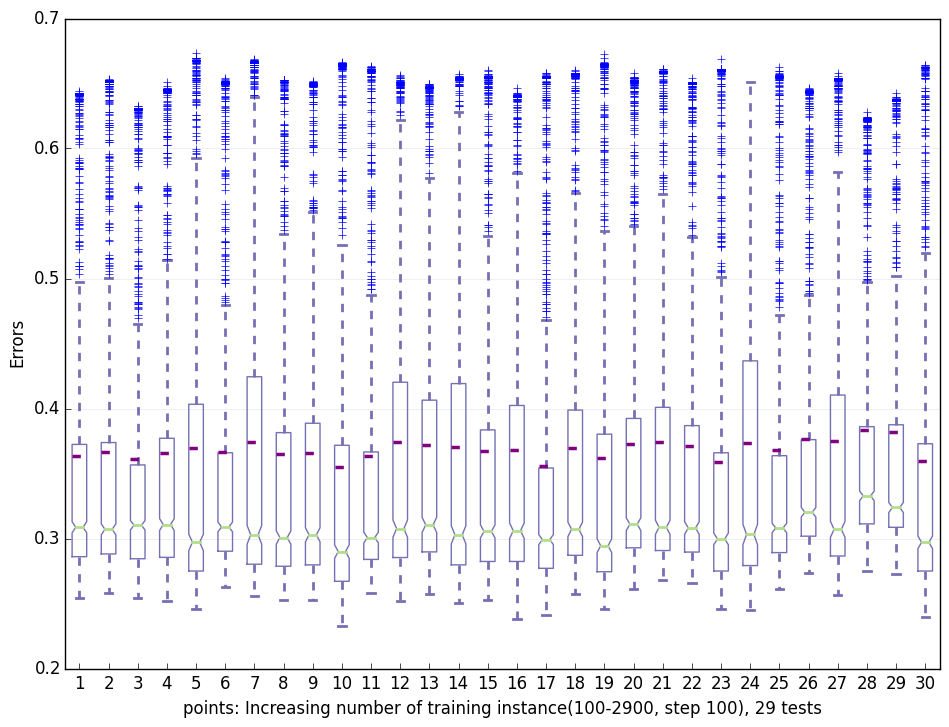 0.7
0.6
0.5
0.4
0.3
0.2
Errors
1 2 3 4 5 6 7 8 9 10 11 12 13 14 15 16 17 18 19 20 21 22 23 24 25 26 27 28 29 30
points: Increasing number of training instance(100-2900, step 100), 29 tests